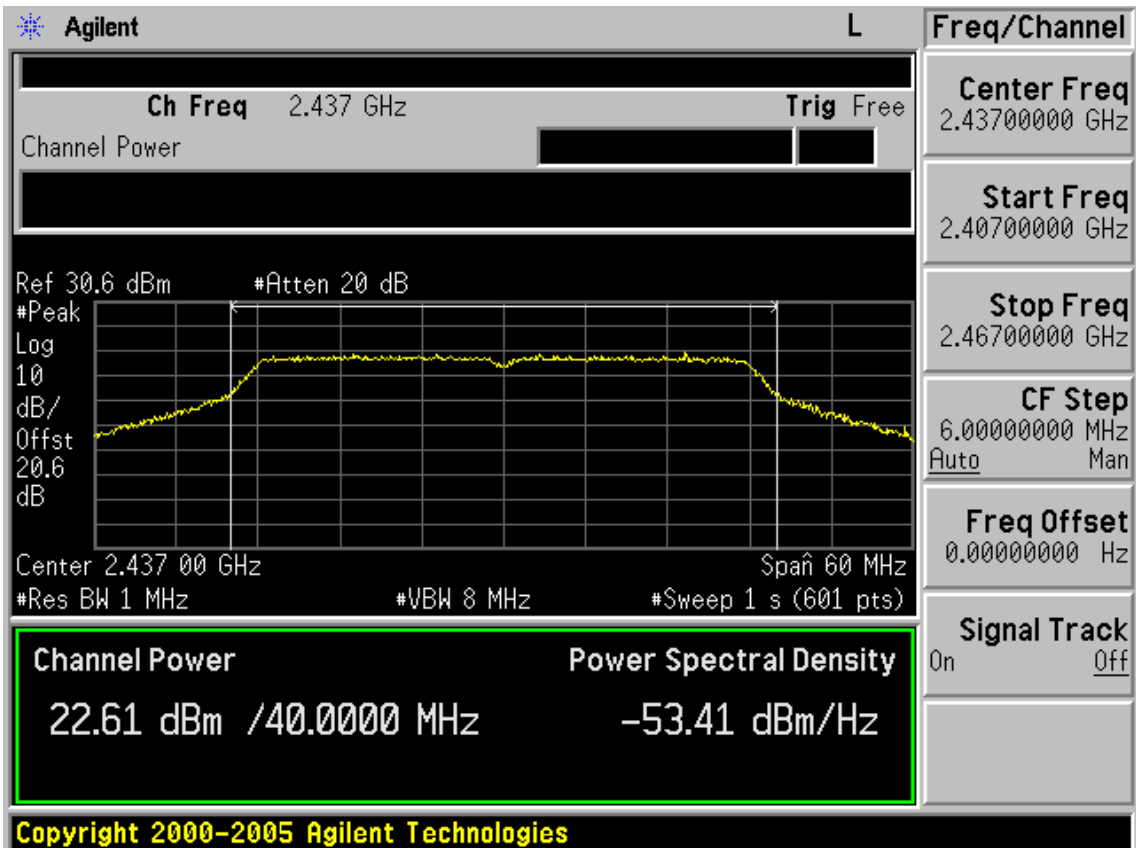 Agilent L Freq/Channel
Ch Freq 2.437 GHz Trig Free
Channel Power
Ref 30.6 dBm #Atten 20 dB
#Peak
Log
10
dB/
Offst
20.6
dB
Center 2.437 00 GHz Span 60 MHz
#Res BW 1 MHz #VBW 8 MHz #Sweep 1 s (601 pts)
Channel Power Power Spectral Density
22.61 dBm /40.0000 MHz -53.41 dBm/Hz
Copyright 2000-2005 Agilent Technologies
Center Freq
2.43700000 GHz
Start Freq
2.40700000 GHz
Stop Freq
2.46700000 GHz
CF Step
6.00000000 MHz
Auto Man
Freq Offset
0.00000000 Hz
Signal Track
On Off